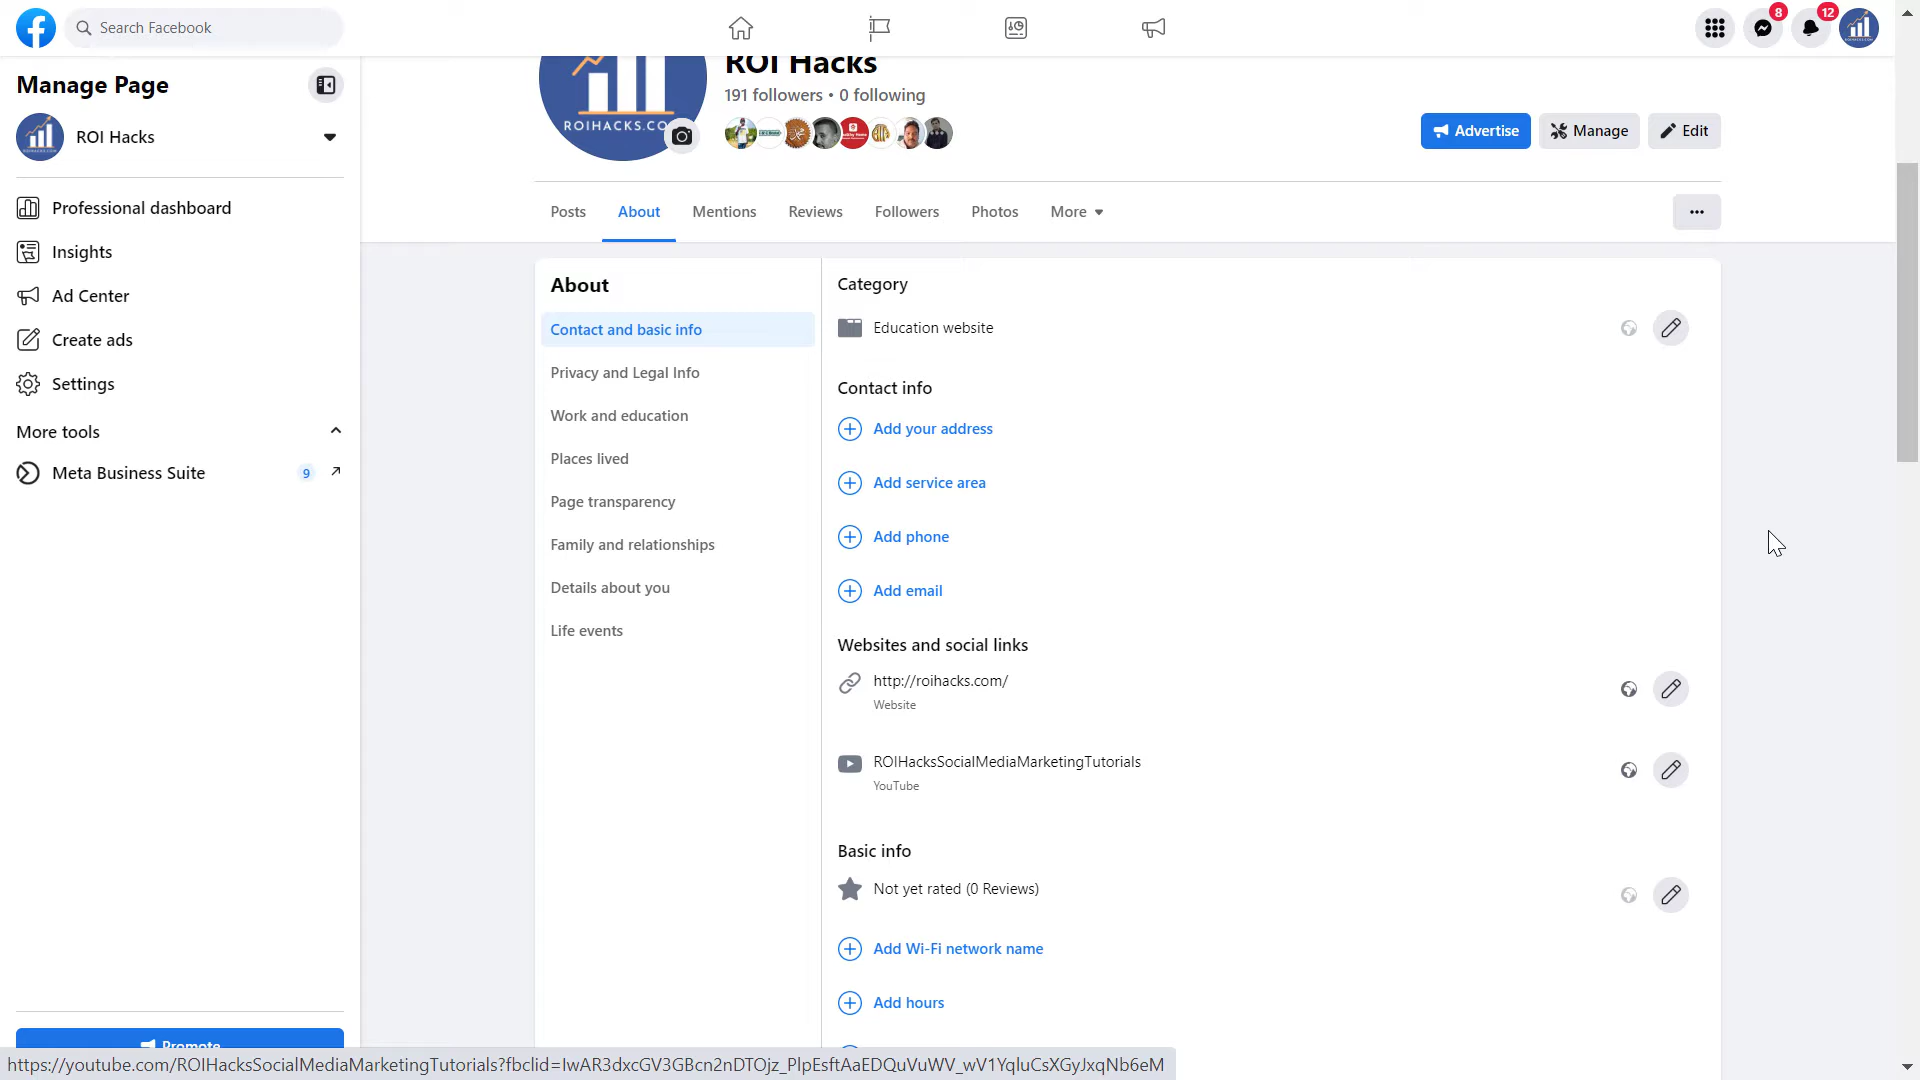 Search Facebook
8
12
Manage Page
ROI Hacks
Professional dashboard
Insights
Ad Center
Create ads
Settings
More tools
Meta Business Suite
9
Promote
ROIHACKS.CO
ROI Hacks
191 followers • 0 following
Advertise
Manage
Edit
Posts
About
Mentions
Reviews
Followers
Photos
More
About
Contact and basic info
Privacy and Legal Info
Work and education
Places lived
Page transparency
Family and relationships
Details about you
Life events
Category
Education website
Contact info
Add your address
Add service area
Add phone
Add email
Websites and social links
http://roihacks.com/
Website
ROIHacksSocialMediaMarketingTutorials
YouTube
Basic info
Not yet rated (0 Reviews)
Add Wi-Fi network name
Add hours
https://youtube.com/ROIHacksSocialMediaMarketingTutorials?fbclid=IwAR3dxcGV3GBcn2nDTOjz_PlpEsftAaEDQuVuWV_wV1YqluCsXGyJxqNb6eM